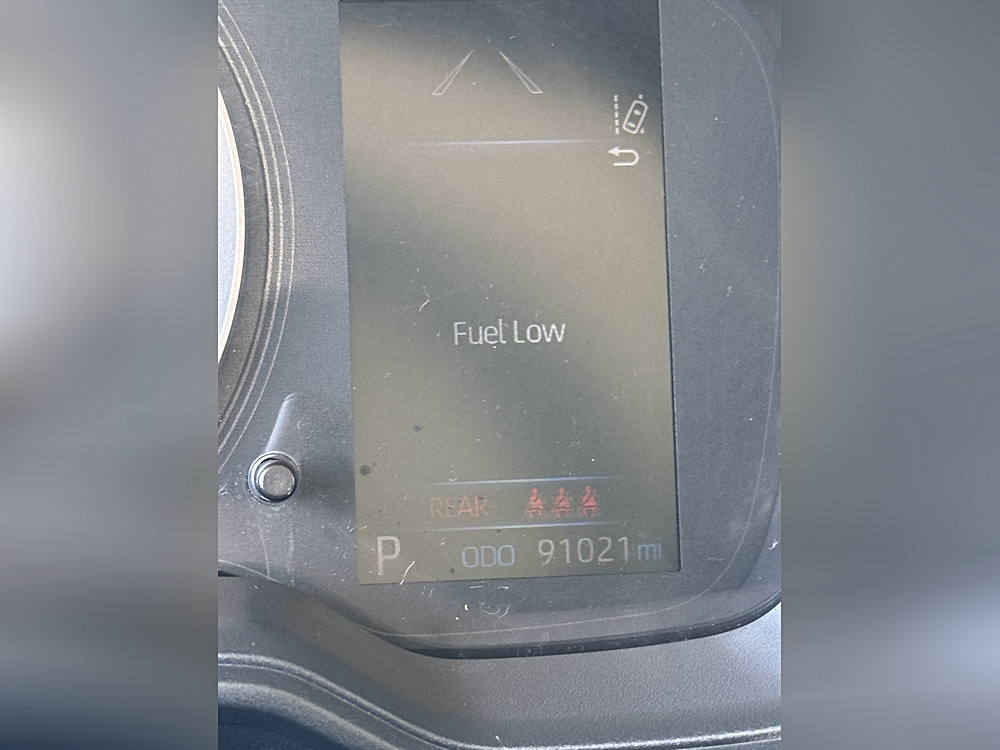 Fuel Low
REAR
P ODO 91021 mi